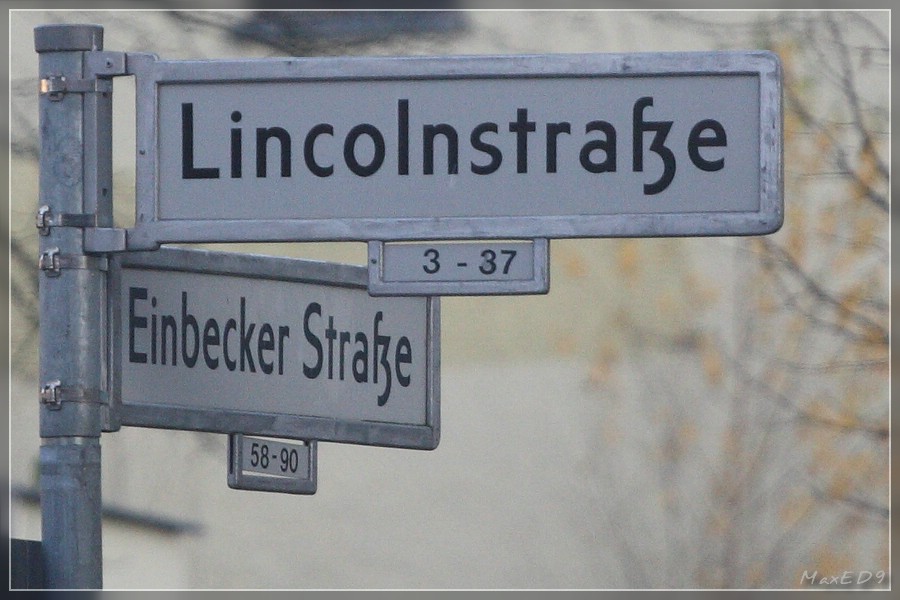 Lincolnstraße
3 - 37
Einbecker Straße
58-90
MaxED9